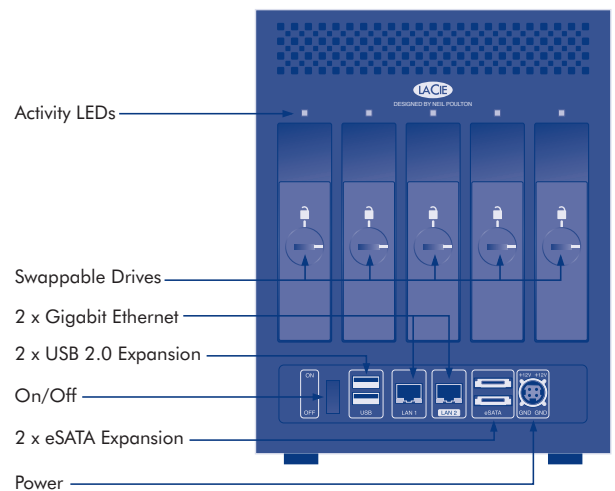 LACIE
DESIGNED BY NEIL POULTON
Activity LEDs
Swappable Drives
2 x Gigabit Ethernet
2 x USB 2.0 Expansion
On/Off
2 x eSATA Expansion
Power
ON
OFF
USB
LAN 1
LAN 2
eSATA
+12V +12V
GND GND